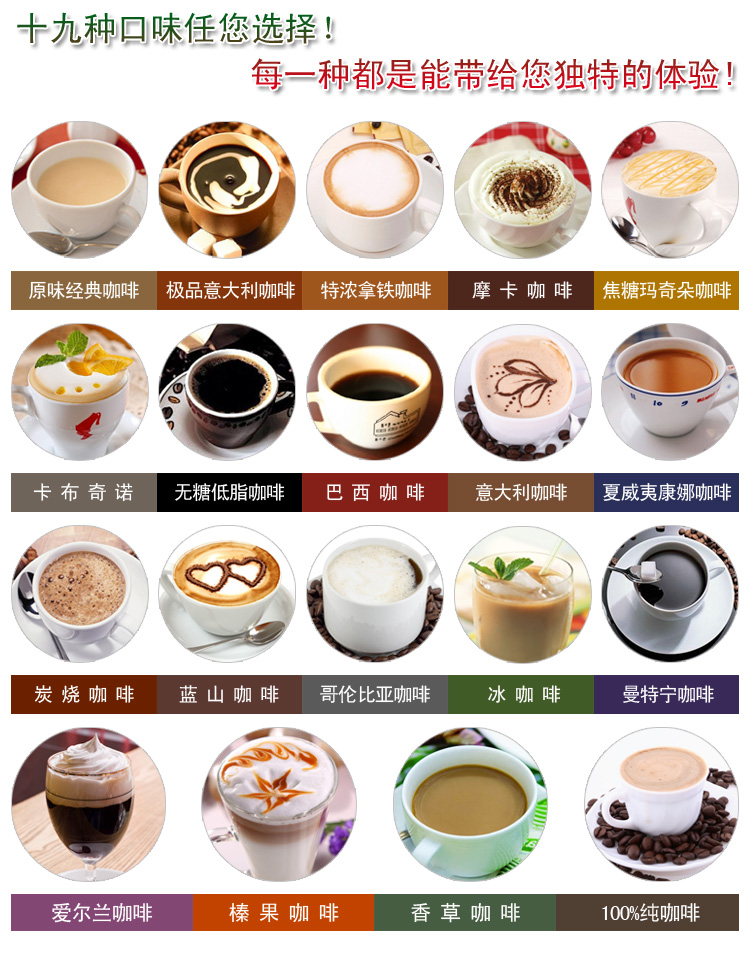 十九种口味任您选择！
每一种都是能带给您独特的体验！
原味经典咖啡 极品意大利咖啡 特浓拿铁咖啡 摩卡咖啡 焦糖玛奇朵咖啡
卡布奇诺 无糖低脂咖啡 巴西咖啡 意大利咖啡 夏威夷康娜咖啡
炭烧咖啡 蓝山咖啡 哥伦比亚咖啡 冰咖啡 曼特宁咖啡
爱尔兰咖啡 榛果咖啡 香草咖啡 100%纯咖啡